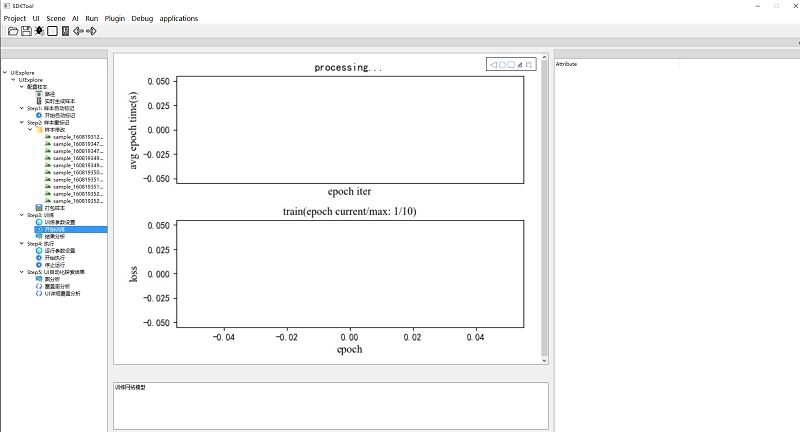 SDKTool
Project UI Scene AI Run Plugin Debug applications
UIExplore
UIExplore
配置样本
路径
实时生成样本
Step1: 样本自动标记
开始自动标记
Step2: 样本重标记
样本修改
sample_160819312...
sample_160819347...
sample_160819347...
sample_160819349...
sample_160819349...
sample_160819350...
sample_160819351...
sample_160819351...
sample_160819352...
sample_160819352...
打包样本
Step3: 训练
训练参数设置
开始训练
结果分析
Step4: 执行
运行参数设置
开始执行
停止运行
Step5: UI自动化探索结果
图分析
覆盖率分析
UI详细覆盖分析
processing...
0.050
0.025
0.000
-0.025
-0.050
avg epoch time(s)
epoch iter
train(epoch current/max: 1/10)
0.050
0.025
0.000
-0.025
-0.050
loss
-0.04 -0.02 0.00 0.02 0.04
epoch
训练网络模型
Attribute